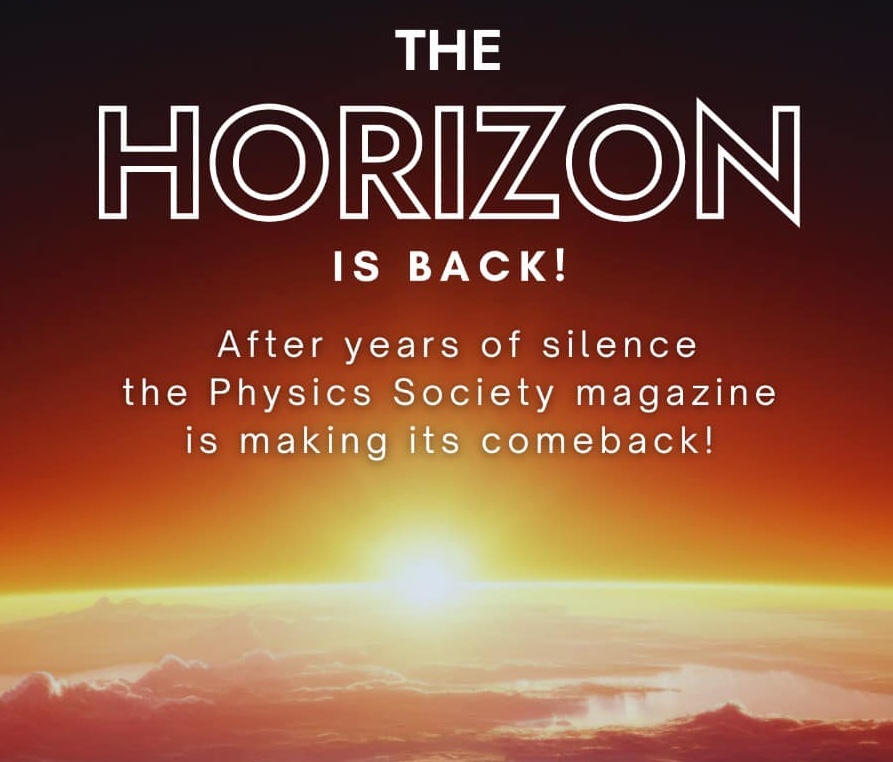 THE
HORIZON
IS BACK!
After years of silence
the Physics Society magazine
is making its comeback!